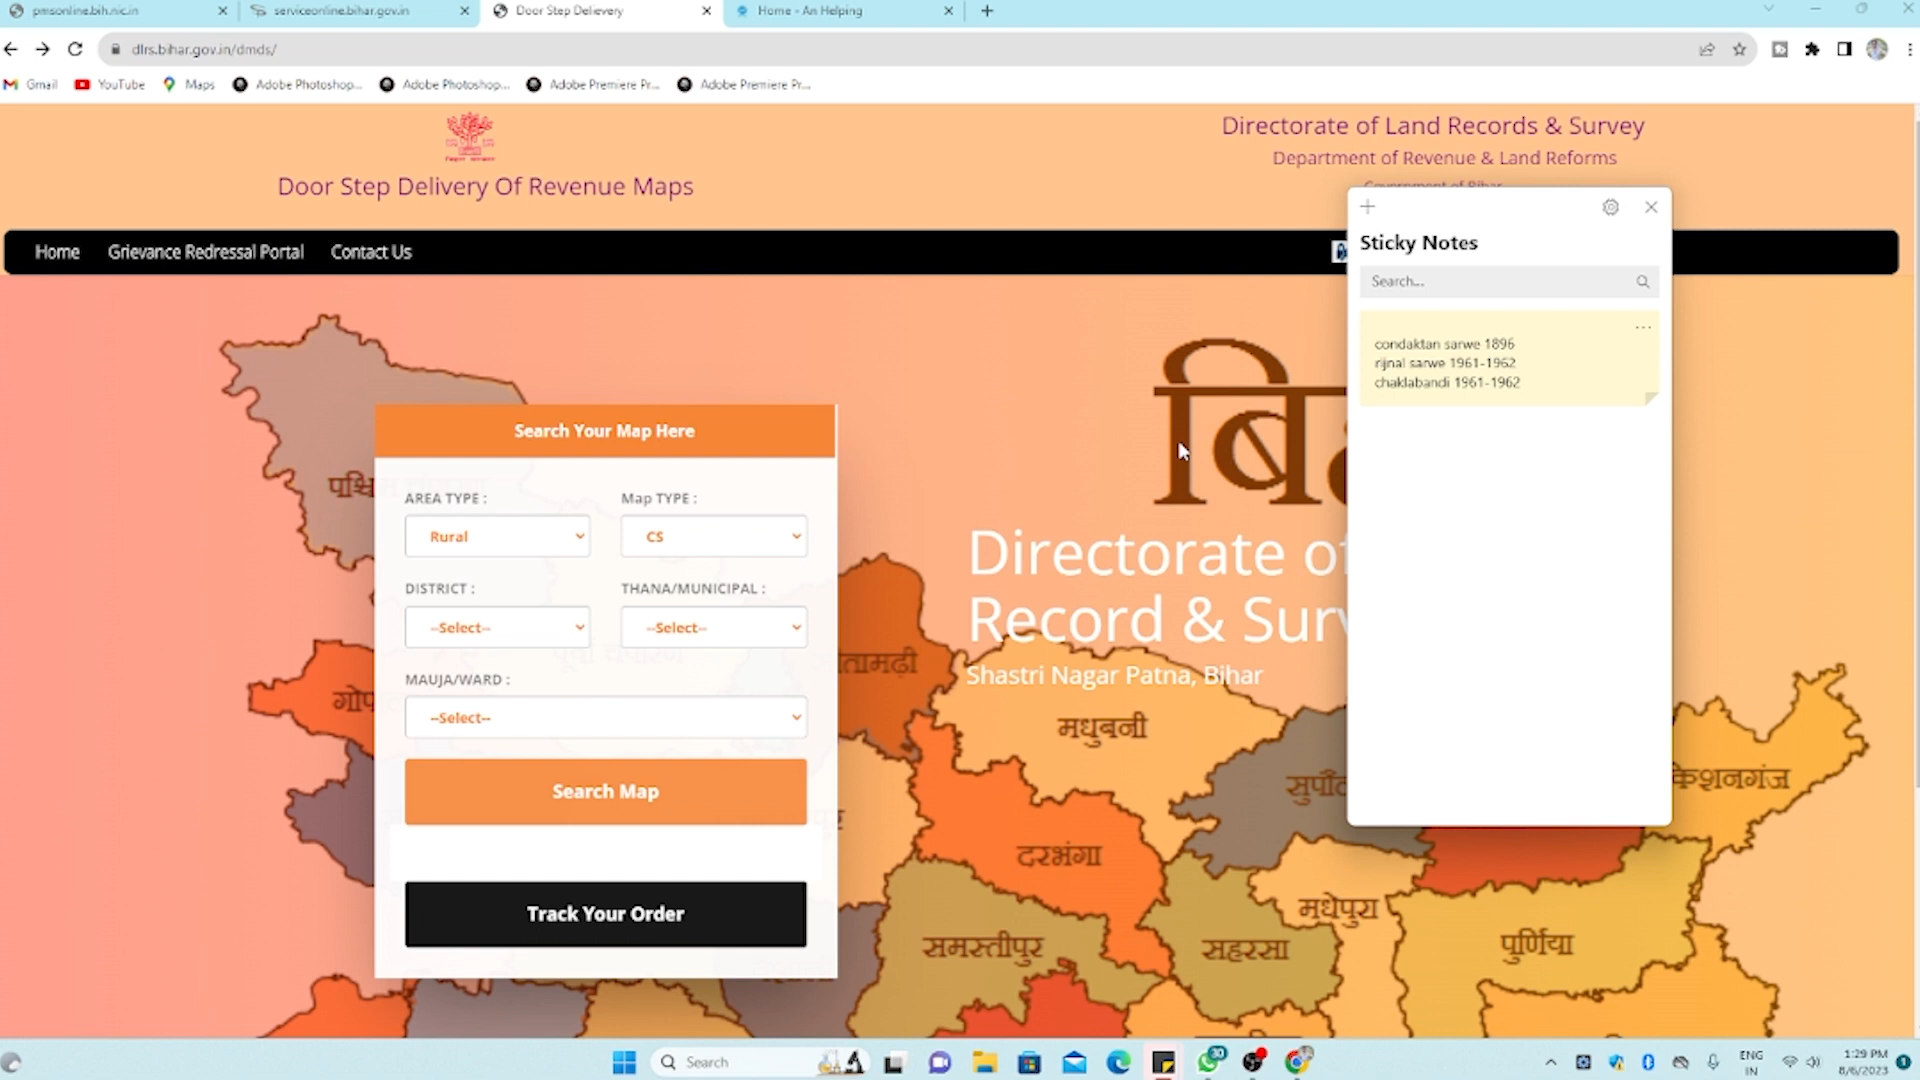 pmsonline.bih.nic.in
serviceonline.bihar.gov.in
Door Step Delievery
Home - An Helping
dlrs.bihar.gov.in/dmds/
Gmail
YouTube
Maps
Adobe Photoshop...
Adobe Photoshop...
Adobe Premiere Pr...
Adobe Premiere Pr...
Door Step Delivery Of Revenue Maps
Directorate of Land Records & Survey
Department of Revenue & Land Reforms
Government of Bihar
Home
Grievance Redressal Portal
Contact Us
Sticky Notes
Search...
condaktan sarwe 1896
rijnal sarwe 1961-1962
chaklabandi 1961-1962
Search Your Map Here
AREA TYPE :
Map TYPE :
Rural
CS
DISTRICT :
THANA/MUNICIPAL :
--Select--
--Select--
MAUJA/WARD :
--Select--
Search Map
Track Your Order
Directorate of
Record & Surv
Shastri Nagar Patna, Bihar
मधुबनी
दरभंगा
समस्तीपुर
सहरसा
मधेपुरा
पुर्णिया
Search
30
ENG
IN
1:29 PM
8/6/2023